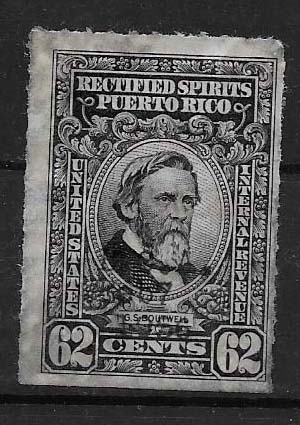 RECTIFIED SPIRITS
PUERTO RICO
UNITED STATES
INTERNAL REVENUE
G.S. BOUTWELL
62 CENTS 62